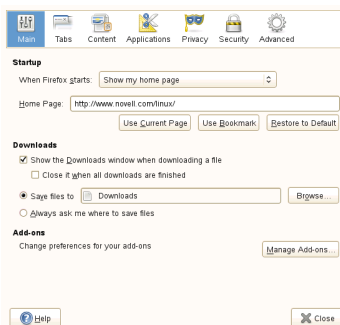 Main Tabs Content Applications Privacy Security Advanced
Startup
When Firefox starts: Show my home page
Home Page: http://www.novell.com/linux/
Use Current Page Use Bookmark Restore to Default
Downloads
Show the Downloads window when downloading a file
Close it when all downloads are finished
Save files to Downloads Browse...
Always ask me where to save files
Add-ons
Change preferences for your add-ons
Manage Add-ons...
Help Close